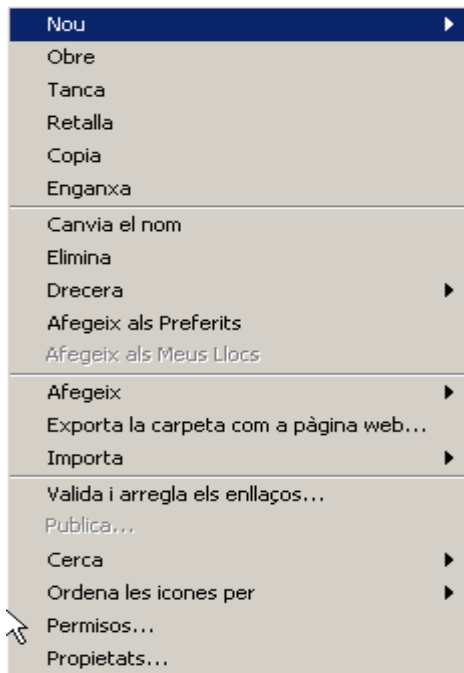 Nou
Obre
Tanca
Retalla
Copia
Enganxa
Canvia el nom
Elimina
Drecera
Afegeix als Preferits
Afegeix als Meus Llocs
Afegeix
Exporta la carpeta com a pàgina web...
Importa
Valida i arregla els enllaços...
Publica...
Cerca
Ordena les icones per
Permisos...
Propietats...